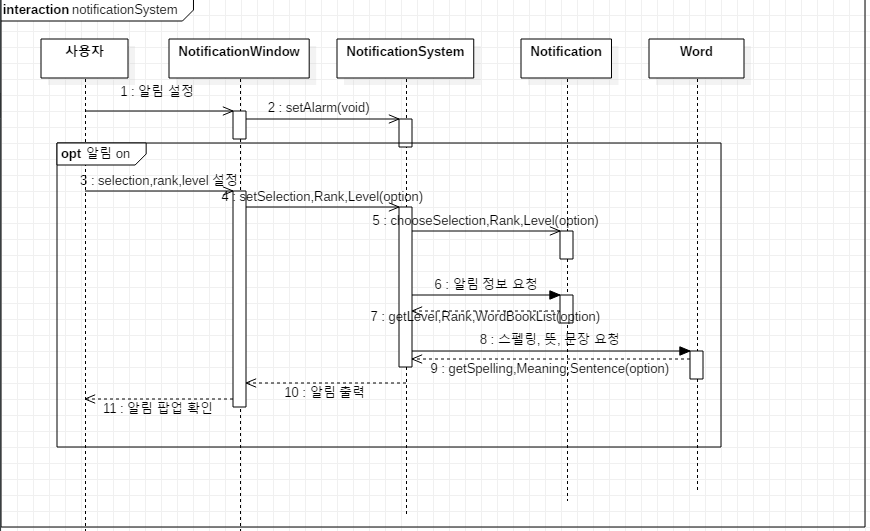 interaction notificationSystem
사용자
NotificationWindow
NotificationSystem
Notification
Word
1 : 알림 설정
2 : setAlarm(void)
opt 알림 on
3 : selection,rank,level 설정
4 : setSelection,Rank,Level(option)
5 : chooseSelection,Rank,Level(option)
6 : 알림 정보 요청
7 : getLevel,Rank,WordBookList(option)
8 : 스펠링, 뜻, 문장 요청
9 : getSpelling,Meaning,Sentence(option)
10 : 알림 출력
11 : 알림 팝업 확인